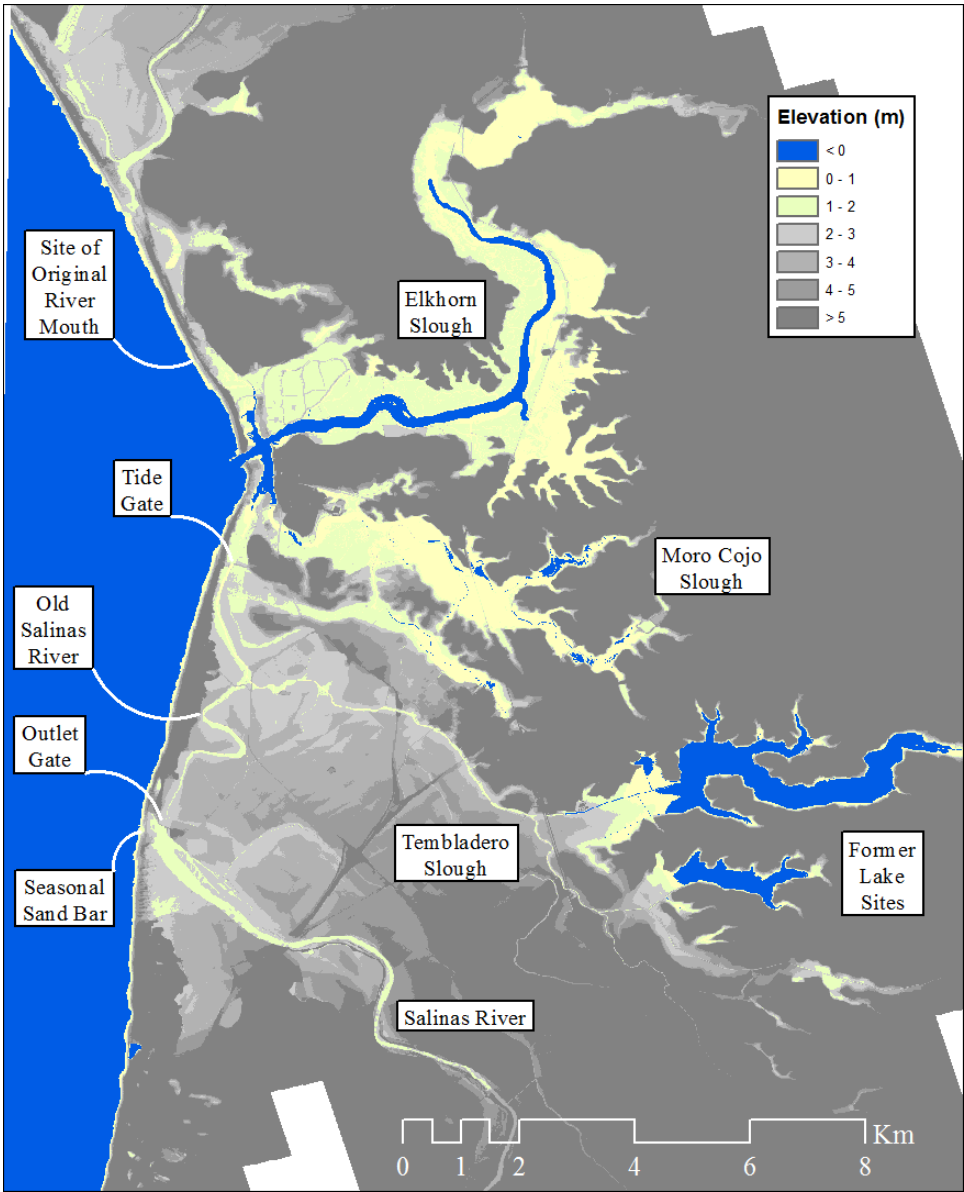 Elevation (m)
< 0
0 - 1
1 - 2
2 - 3
3 - 4
4 - 5
> 5
Site of
Original
River
Mouth
Elkhorn
Slough
Tide
Gate
Moro Cojo
Slough
Old
Salinas
River
Outlet
Gate
Tembladero
Slough
Former
Lake
Sites
Seasonal
Sand Bar
Salinas River
Km
0 1 2 4 6 8